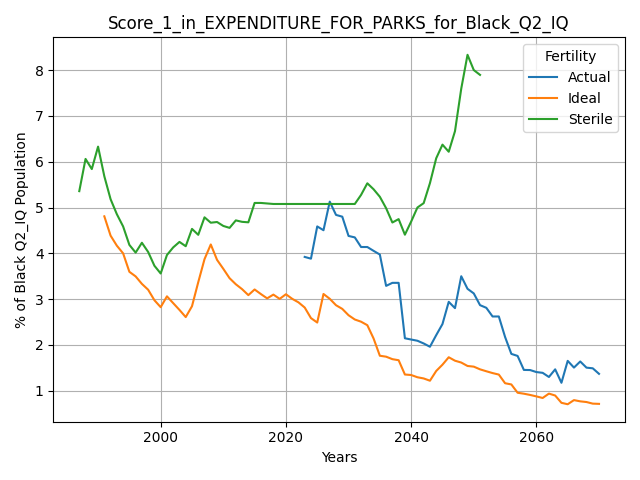 Score_1_in_EXPENDITURE_FOR_PARKS_for_Black_Q2_IQ
Fertility
Actual
Ideal
Sterile
% of Black Q2_IQ Population
8
7
6
5
4
3
2
1
2000 2020 2040 2060
Years